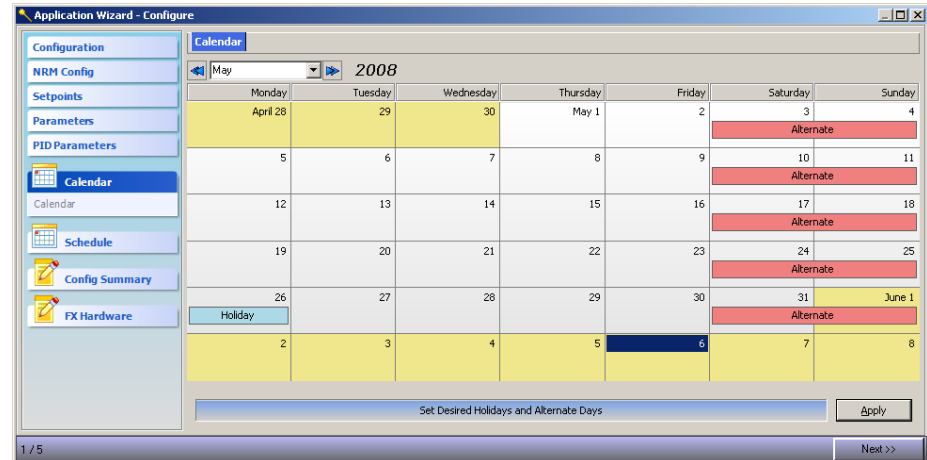 Application Wizard - Configure
Configuration
NRM Config
Setpoints
Parameters
PID Parameters
Calendar
Calendar
Schedule
Config Summary
FX Hardware
Calendar
May 2008
Monday Tuesday Wednesday Thursday Friday Saturday Sunday
April 28 29 30 May 1 2 3 4
Alternate
5 6 7 8 9 10 11
Alternate
12 13 14 15 16 17 18
Alternate
19 20 21 22 23 24 25
Alternate
26 27 28 29 30 31 June 1
Holiday Alternate
2 3 4 5 6 7 8
Set Desired Holidays and Alternate Days Apply
1 / 5 Next >>